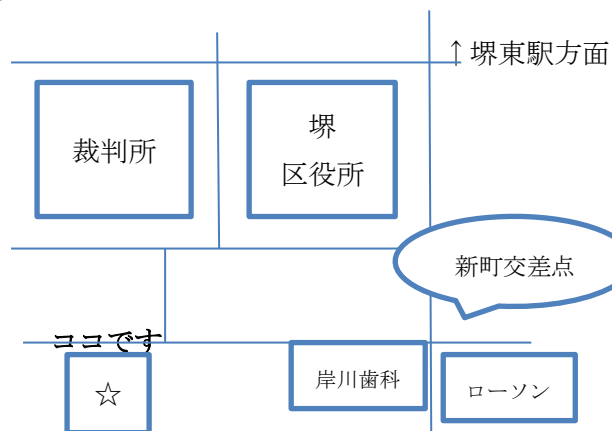 ↑堺東駅方面
裁判所
堺
区役所
新町交差点
ココです
☆
岸川歯科
ローソン